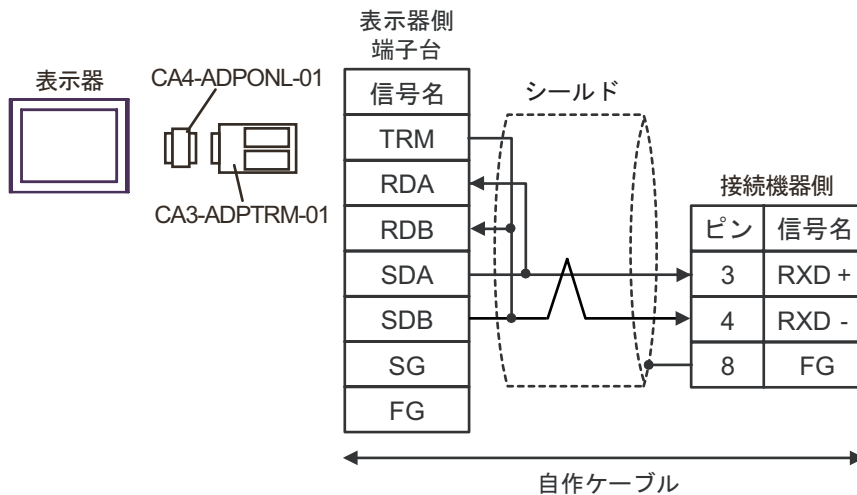 表示器側
端子台
表示器
CA4-ADPONL-01
CA3-ADPTRM-01
信号名
TRM
RDA
RDB
SDA
SDB
SG
FG
シールド
接続機器側
ピン 信号名
3 RXD +
4 RXD -
8 FG
自作ケーブル